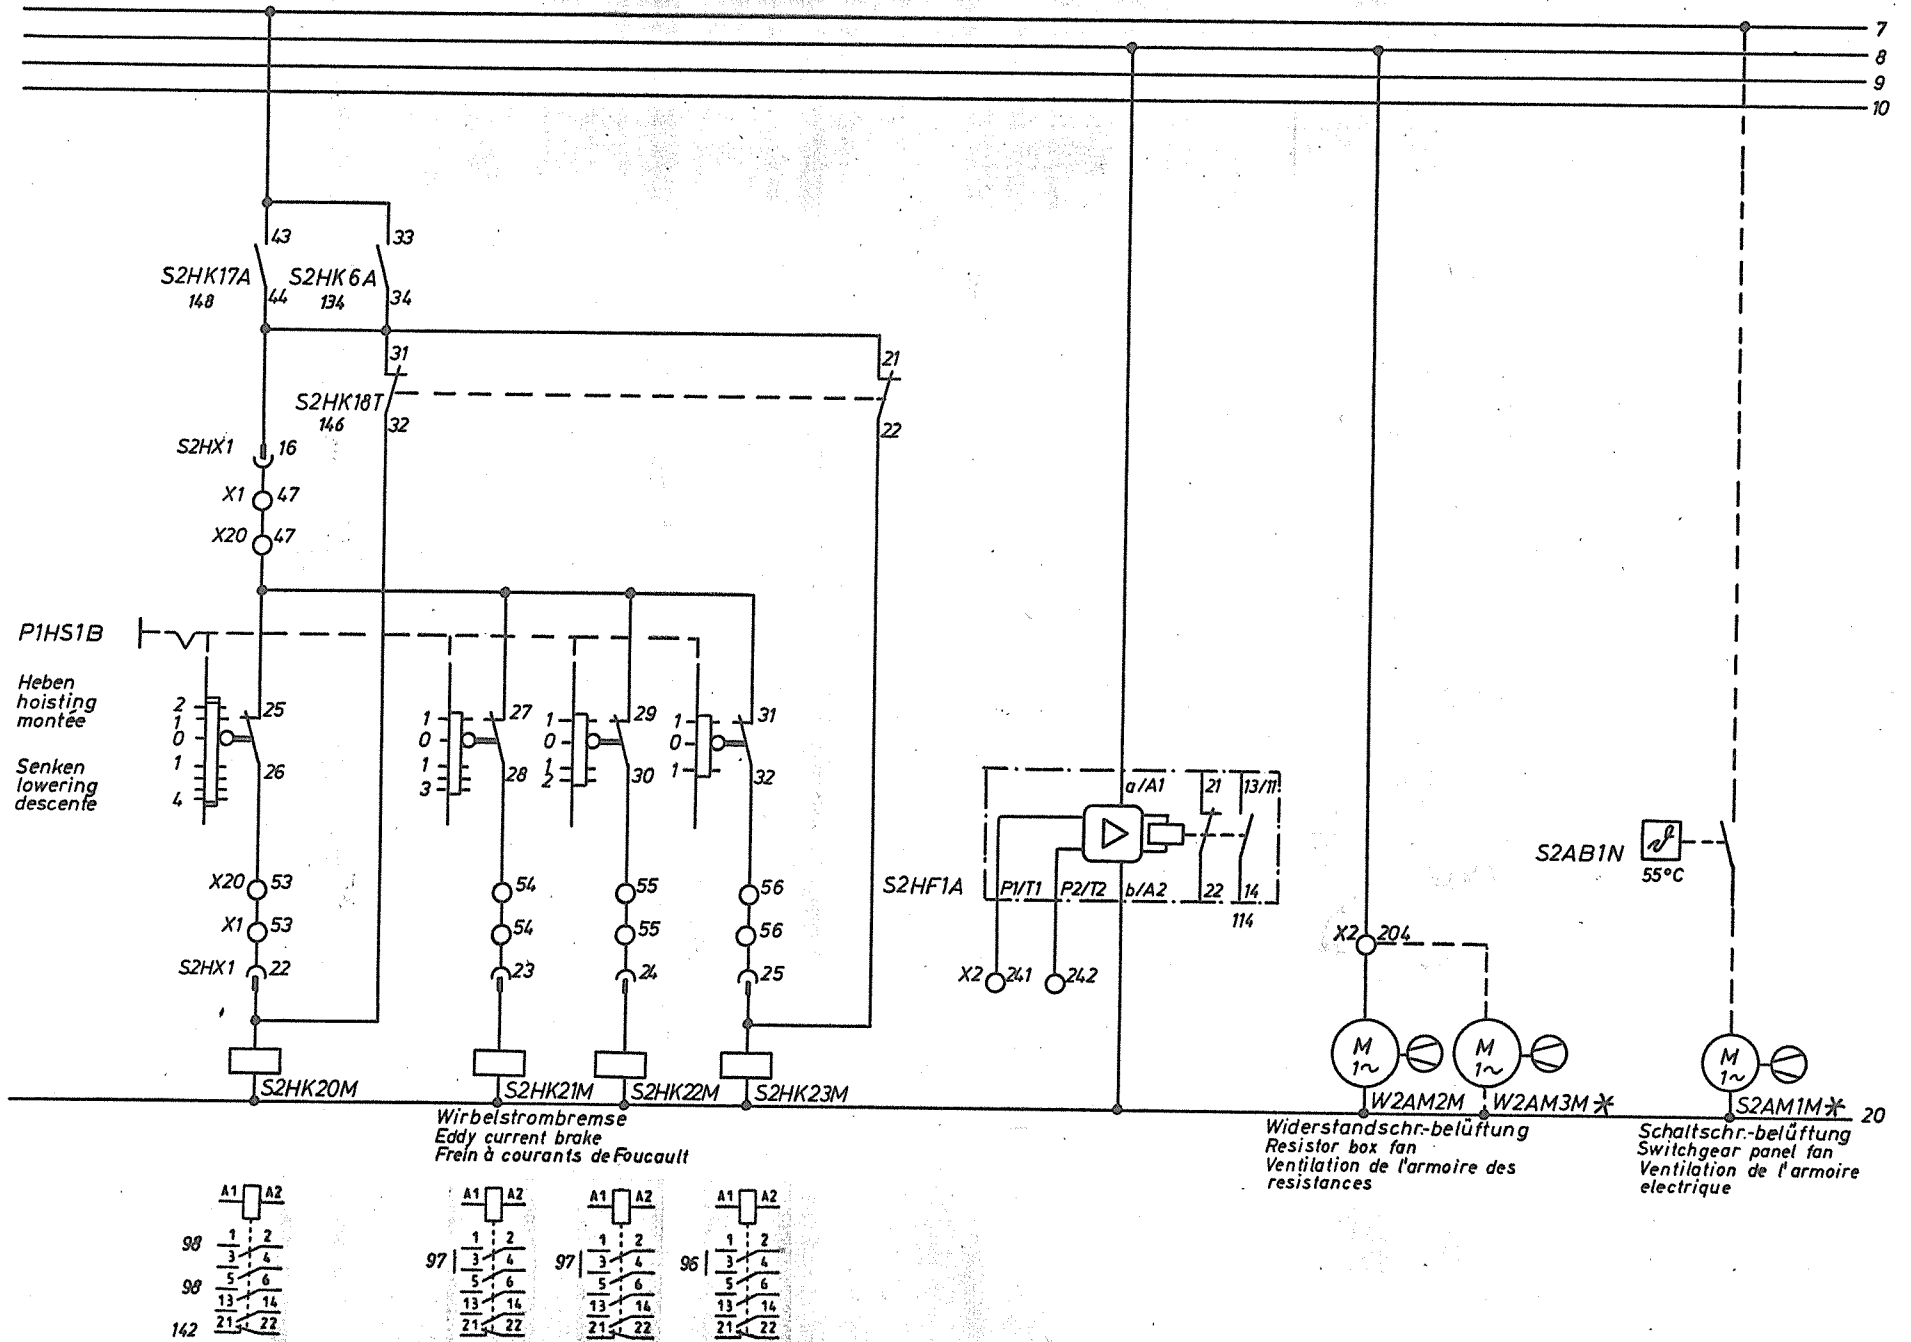 7
8
9
10
43
33
S2HK17A
148
44
S2HK6A
134
34
31
21
S2HK18T
146
32
22
S2HX1 16
X1 47
X20 47
P1HS1B
Heben
hoisting
montée
Senken
lowering
descente
2
1
0
1
4
25
26
1
0
1
3
27
28
1
0
1
2
29
30
1
0
1
31
32
X20 53
54
55
56
X1 53
54
55
56
S2HX1 22
23
24
25
S2HF1A
a/A1
21
13/11
P1/T1
P2/T2
b/A2
22
14
114
X2 241
242
X2 204
S2AB1N
55°C
M
1~
M
1~
M
1~
S2HK20M
S2HK21M
S2HK22M
S2HK23M
W2AM2M
W2AM3M*
S2AM1M*
20
Wirbelstrombremse
Eddy current brake
Frein à courants de Foucault
Widerstandschr.-belüftung
Resistor box fan
Ventilation de l'armoire des
resistances
Schaltschr.-belüftung
Switchgear panel fan
Ventilation de l'armoire
electrique
A1 A2
98 1 2
3 4
98 5 6
13 14
142 21 22
A1 A2
1 2
97 3 4
5 6
13 14
21 22
A1 A2
1 2
97 3 4
5 6
13 14
21 22
A1 A2
1 2
96 3 4
5 6
13 14
21 22